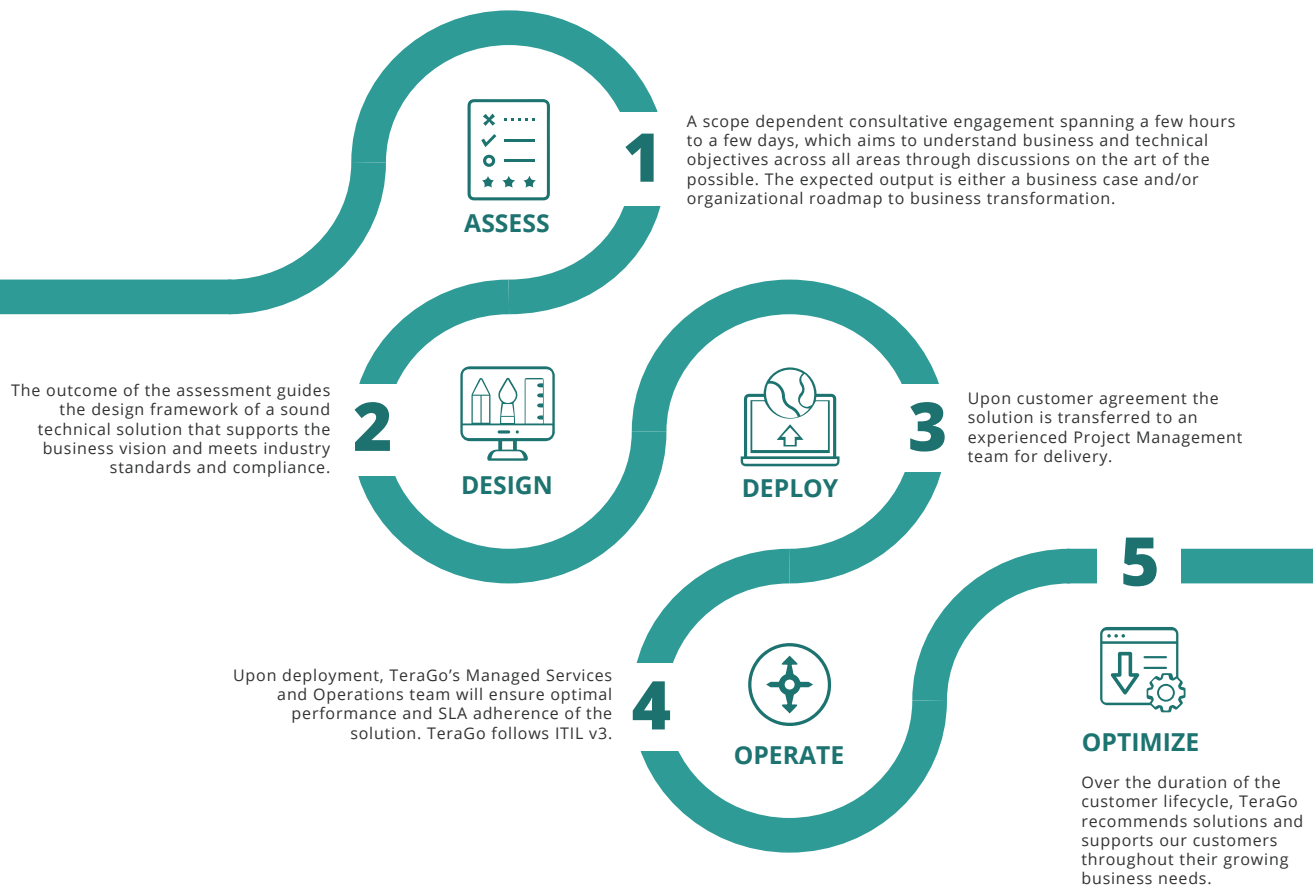 1
A scope dependent consultative engagement spanning a few hours
to a few days, which aims to understand business and technical
objectives across all areas through discussions on the art of the
possible. The expected output is either a business case and/or
organizational roadmap to business transformation.
ASSESS
The outcome of the assessment guides
the design framework of a sound
technical solution that supports the
business vision and meets industry
standards and compliance.
2
DESIGN
DEPLOY
3
Upon customer agreement the
solution is transferred to an
experienced Project Management
team for delivery.
Upon deployment, TeraGo’s Managed Services
and Operations team will ensure optimal
performance and SLA adherence of the
solution. TeraGo follows ITIL v3.
4
OPERATE
5
OPTIMIZE
Over the duration of the
customer lifecycle, TeraGo
recommends solutions and
supports our customers
throughout their growing
business needs.